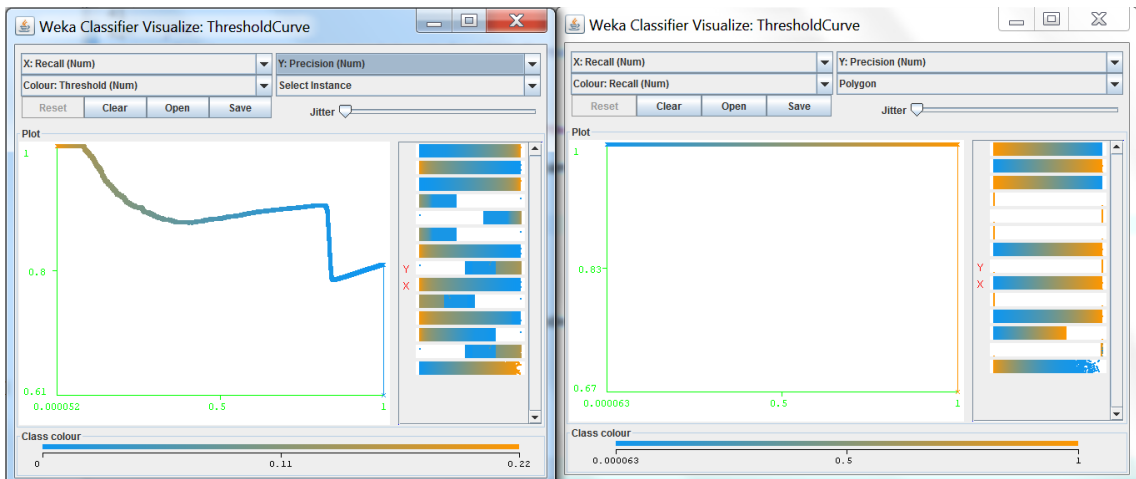 Weka Classifier Visualize: ThresholdCurve
X: Recall (Num)
Y: Precision (Num)
Colour: Threshold (Num)
Select Instance
Reset
Clear
Open
Save
Jitter
Plot
1
0.8
0.61
0.000052
0.5
1
Y
X
Class colour
0
0.11
0.22
Weka Classifier Visualize: ThresholdCurve
X: Recall (Num)
Y: Precision (Num)
Colour: Recall (Num)
Polygon
Reset
Clear
Open
Save
Jitter
Plot
1
0.83
0.67
0.000063
0.5
1
Y
X
Class colour
0.000063
0.5
1